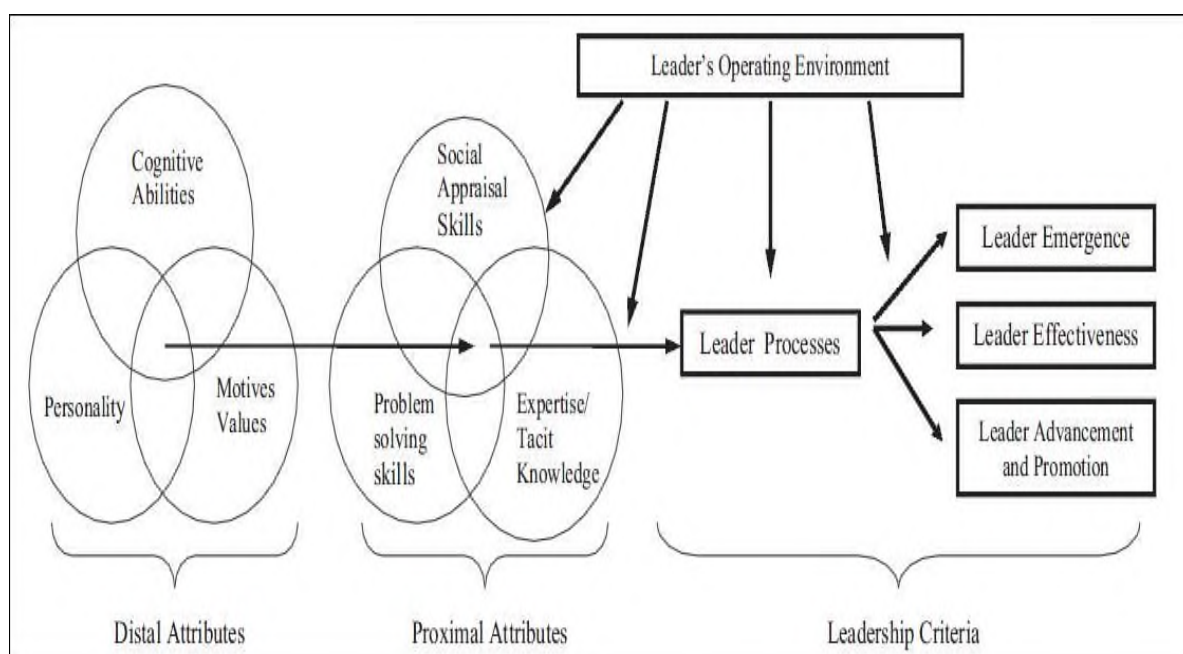 Leader's Operating Environment
Cognitive
Abilities
Social
Appraisal
Skills
Personality
Motives
Values
Problem
solving
skills
Expertise/
Tacit
Knowledge
Leader Processes
Leader Emergence
Leader Effectiveness
Leader Advancement
and Promotion
Distal Attributes
Proximal Attributes
Leadership Criteria